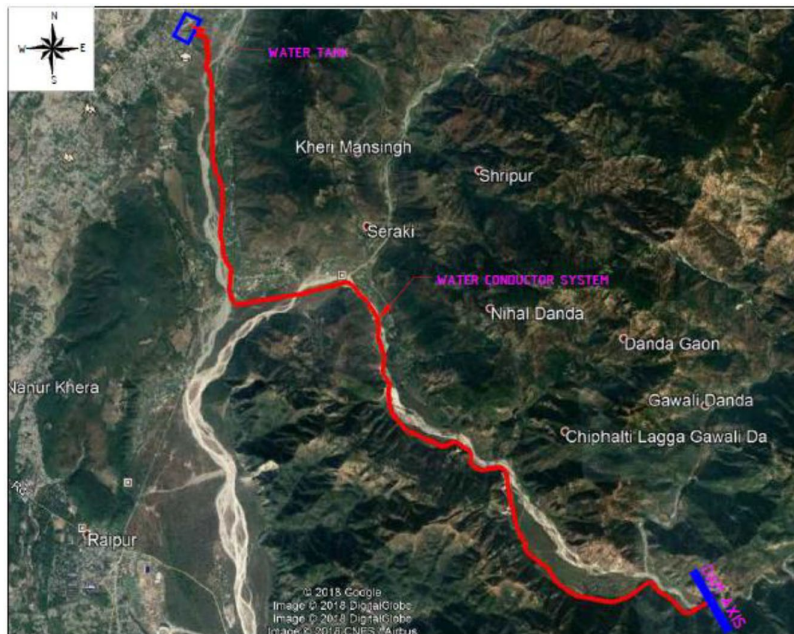 N
W E
S
WATER TANK
Kheri Mansingh
Shripur
Seraki
WATER CONDUCTOR SYSTEM
Nihal Danda
Danda Gaon
Nanur Khera
Gawali Danda
Chiphalti Lagga Gawali Da
Raipur
AXIS
© 2018 Google
Image © 2018 DigitalGlobe
Image © 2018 DigitalGlobe
Image © 2018 CNES / Airbus